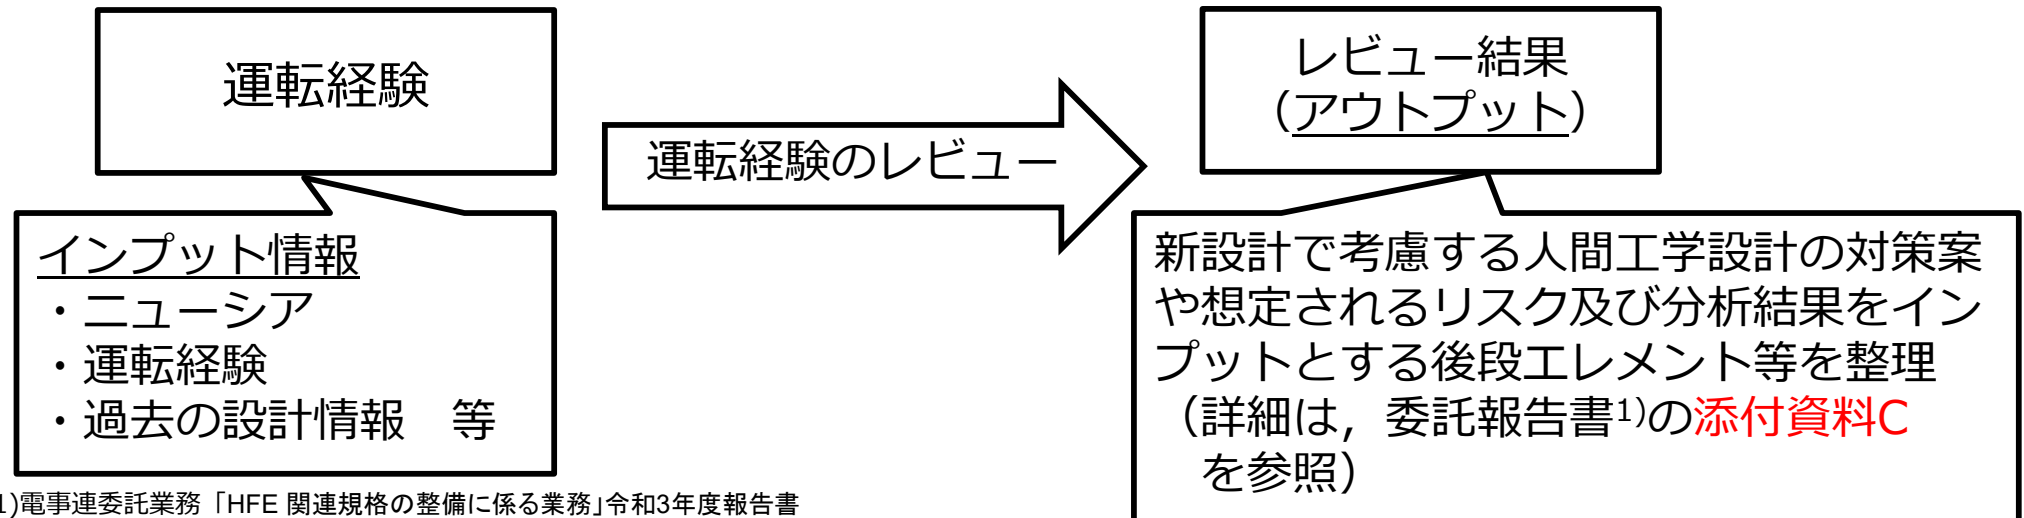 運転経験
インプット情報
・ニューシア
・運転経験
・過去の設計情報　等
運転経験のレビュー
レビュー結果
（アウトプット）
新設計で考慮する人間工学設計の対策案
や想定されるリスク及び分析結果をイン
プットとする後段エレメント等を整理
（詳細は，委託報告書1)の添付資料C
を参照）
1)電事連委託業務「HFE 関連規格の整備に係る業務」令和3年度報告書